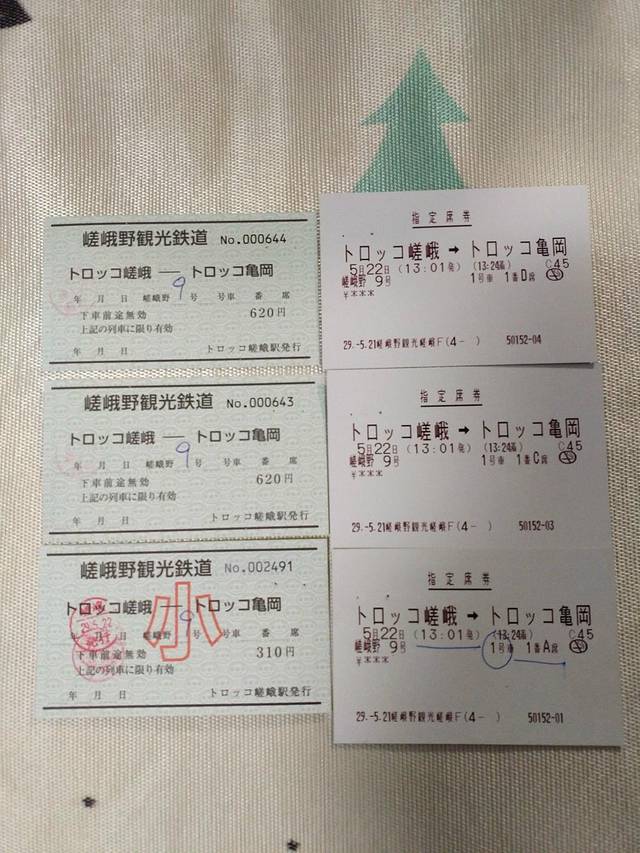 嵯峨野観光鉄道 No.000644
トロッコ嵯峨 ― トロッコ亀岡
年 月 日 嵯峨野 9 号 号車 番 席
下車前途無効 620円
上記の列車に限り有効
年 月 日 トロッコ嵯峨駅発行
指定席券
トロッコ嵯峨 → トロッコ亀岡
5月22日 (13:01発) (13:24着) C45
嵯峨野 9号 1号車 1番D席
¥***
29.-5.21嵯峨野観光嵯峨F(4- ) 50152-04
嵯峨野観光鉄道 No.000643
トロッコ嵯峨 ― トロッコ亀岡
年 月 日 嵯峨野 9 号 号車 番 席
下車前途無効 620円
上記の列車に限り有効
年 月 日 トロッコ嵯峨駅発行
指定席券
トロッコ嵯峨 → トロッコ亀岡
5月22日 (13:01発) (13:24着) C45
嵯峨野 9号 1号車 1番C席
¥***
29.-5.21嵯峨野観光嵯峨F(4- ) 50152-03
嵯峨野観光鉄道 No.002491
トロッコ嵯峨 ― トロッコ亀岡
小
年 月 日 嵯峨野 9 号 号車 番 席
29.5.22
下車前途無効 310円
上記の列車に限り有効
年 月 日 トロッコ嵯峨駅発行
指定席券
トロッコ嵯峨 → トロッコ亀岡
5月22日 (13:01発) (13:24着) C45
嵯峨野 9号 1号車 1番A席
¥***
29.-5.21嵯峨野観光嵯峨F(4- ) 50152-01